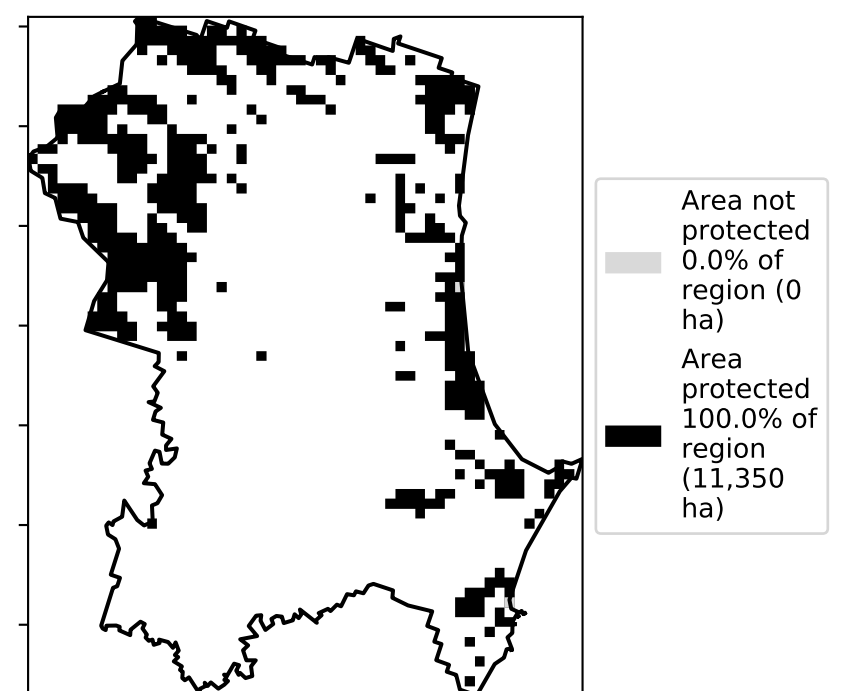 Area not
protected
0.0% of
region (0
ha)
Area
protected
100.0% of
region
(11,350
ha)